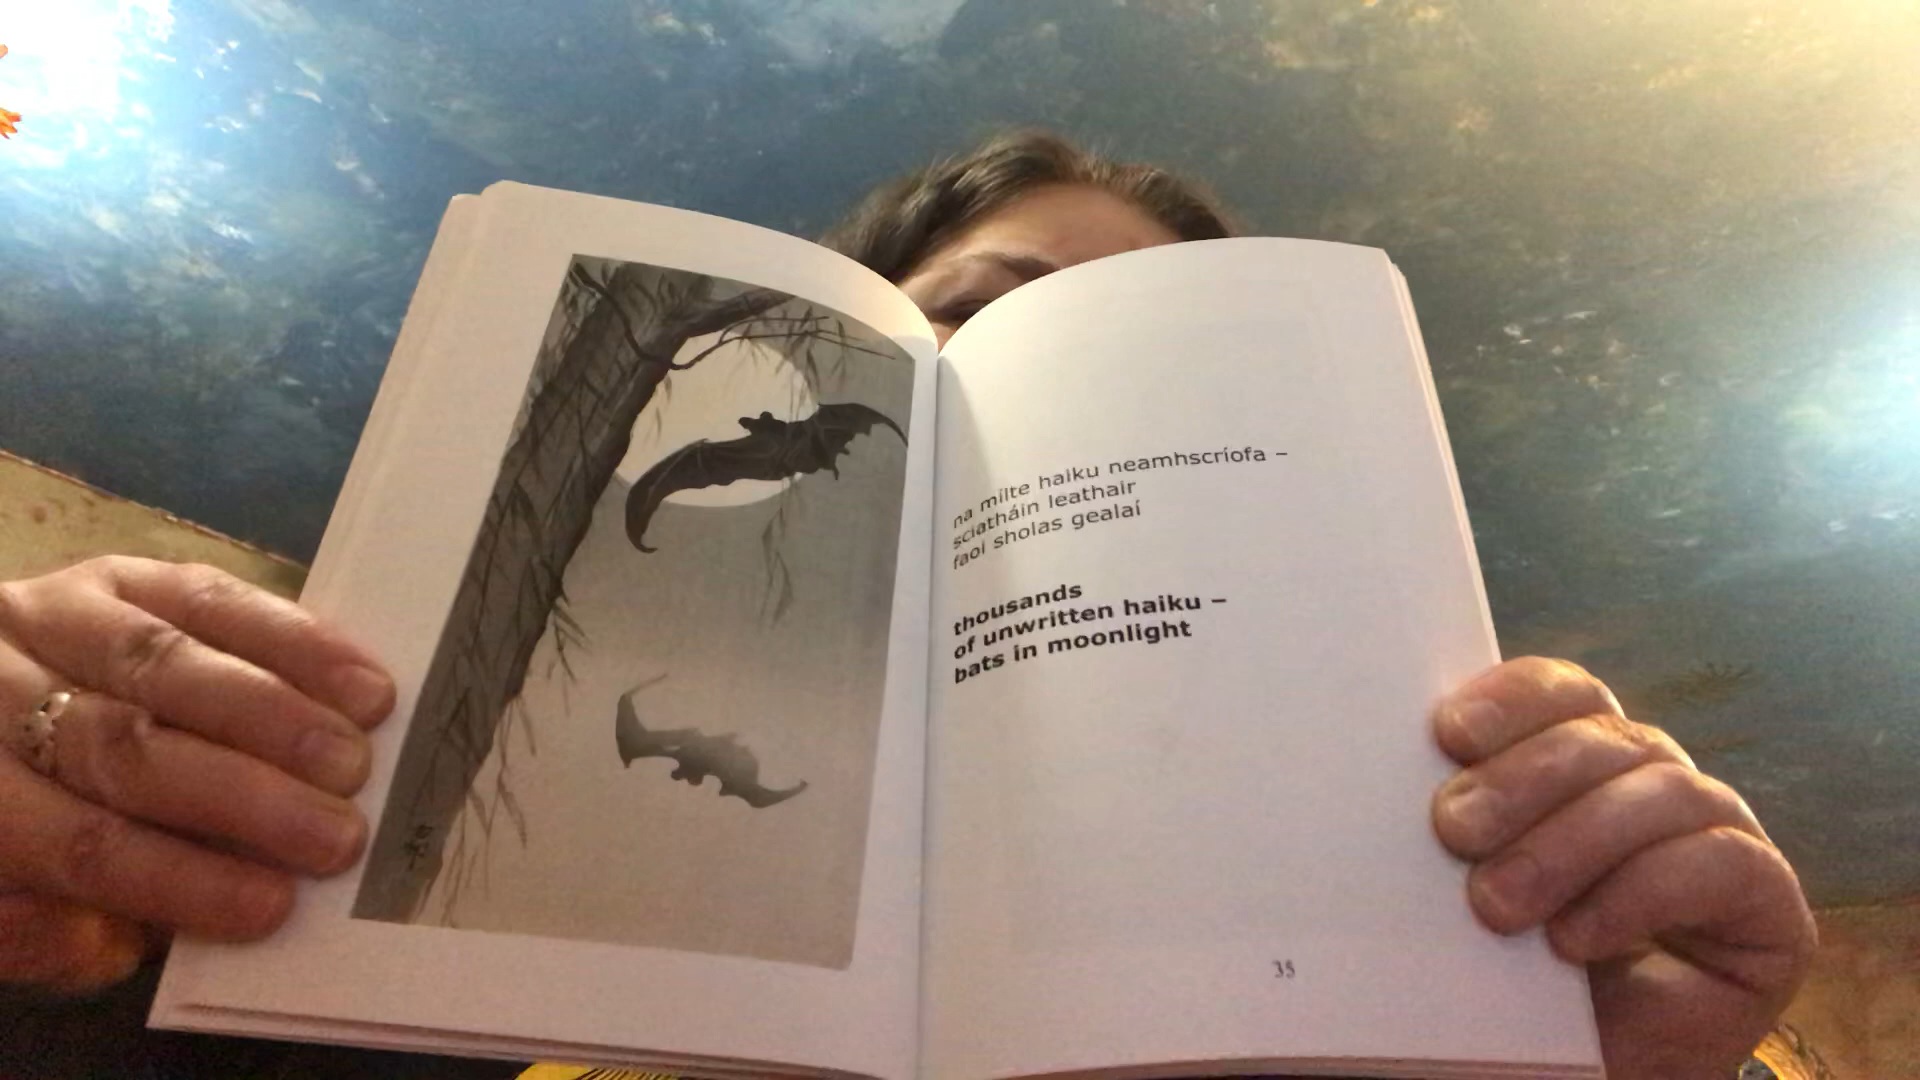 na mílte haiku neamhscríofa –
sciatháin leathair
faoi sholas gealaí
thousands
of unwritten haiku –
bats in moonlight
35